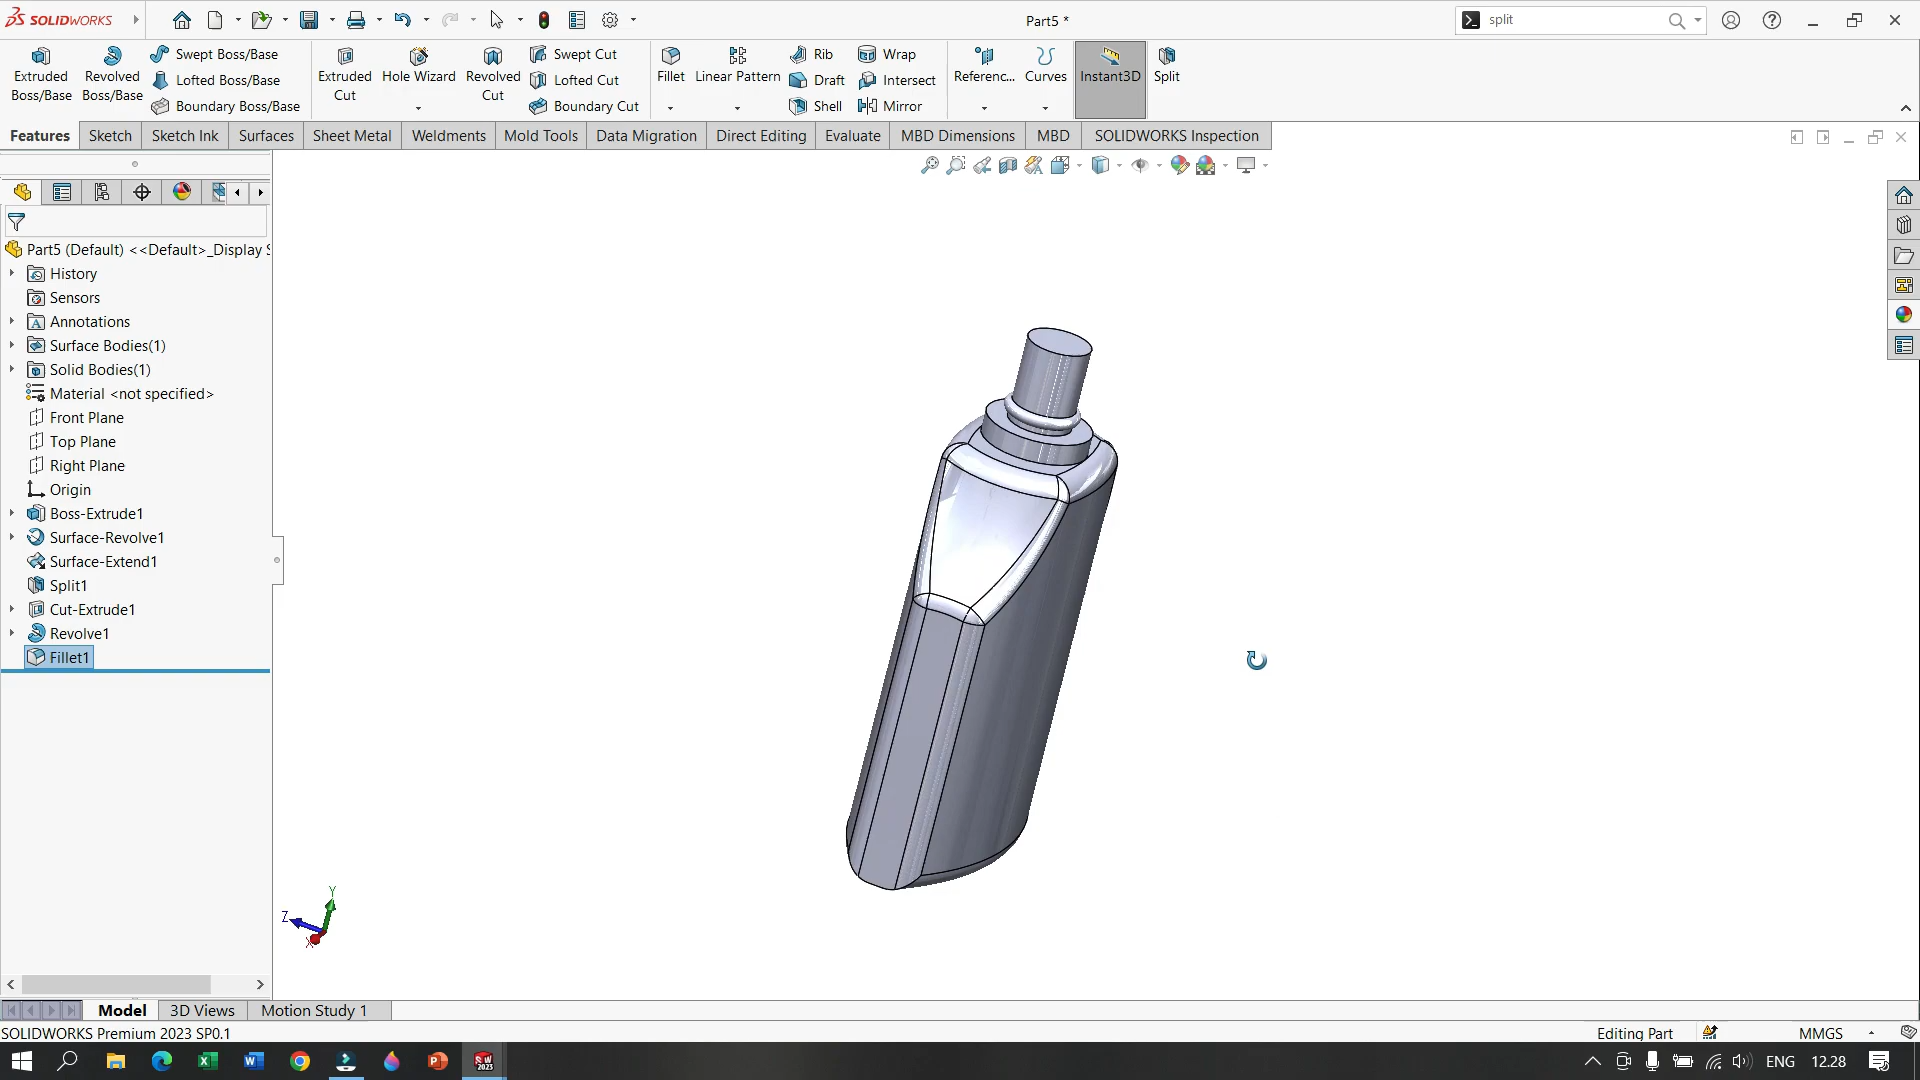 SOLIDWORKS
Part5 *
split
Extruded Boss/Base
Revolved Boss/Base
Swept Boss/Base
Lofted Boss/Base
Boundary Boss/Base
Extruded Cut
Hole Wizard
Revolved Cut
Swept Cut
Lofted Cut
Boundary Cut
Fillet
Linear Pattern
Rib
Draft
Shell
Wrap
Intersect
Mirror
Referenc...
Curves
Instant3D
Split
Features
Sketch
Sketch Ink
Surfaces
Sheet Metal
Weldments
Mold Tools
Data Migration
Direct Editing
Evaluate
MBD Dimensions
MBD
SOLIDWORKS Inspection
Part5 (Default) <<Default>_Display S
History
Sensors
Annotations
Surface Bodies(1)
Solid Bodies(1)
Material <not specified>
Front Plane
Top Plane
Right Plane
Origin
Boss-Extrude1
Surface-Revolve1
Surface-Extend1
Split1
Cut-Extrude1
Revolve1
Fillet1
Y
Z
X
Model
3D Views
Motion Study 1
SOLIDWORKS Premium 2023 SP0.1
Editing Part
MMGS
ENG
12.28